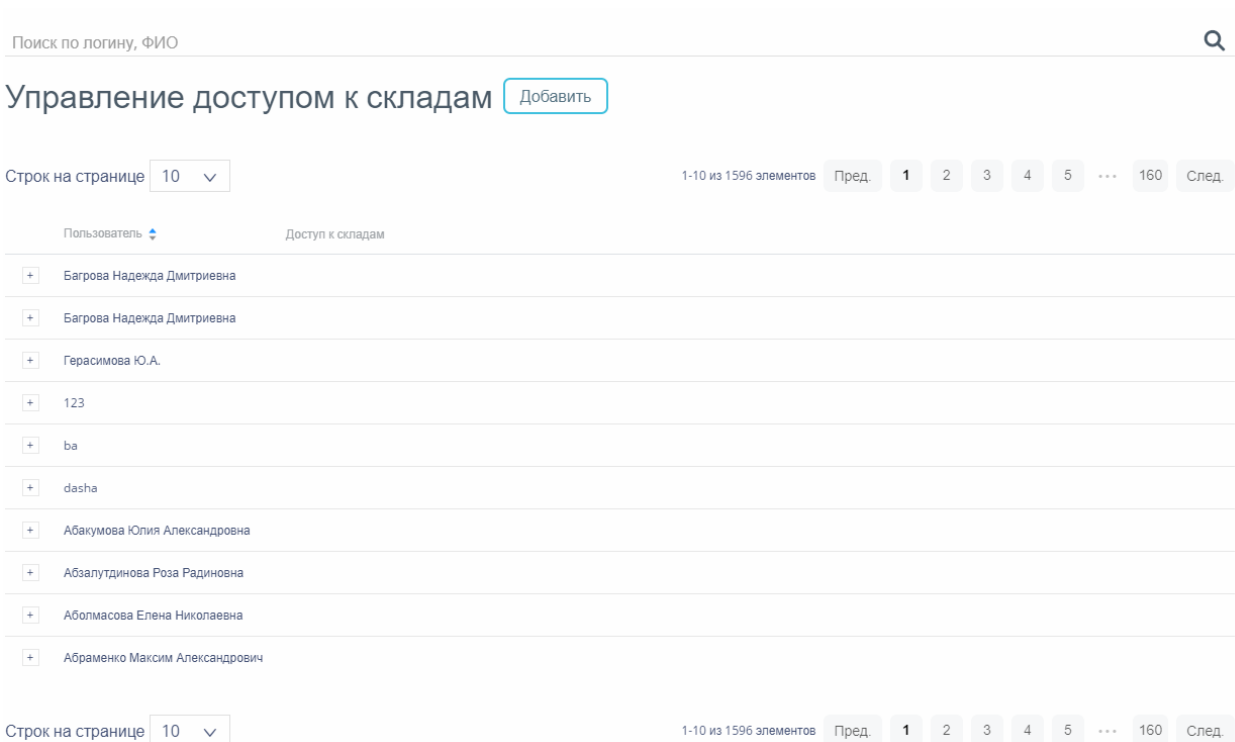 Поиск по логину, ФИО
Управление доступом к складам Добавить
Строк на странице 10 1-10 из 1596 элементов Пред. 1 2 3 4 5 ••• 160 След.
Пользователь Доступ к складам
+ Багрова Надежда Дмитриевна
+ Багрова Надежда Дмитриевна
+ Герасимова Ю.А.
+ 123
+ ba
+ dasha
+ Абакумова Юлия Александровна
+ Абзалутдинова Роза Радиновна
+ Аболмасова Елена Николаевна
+ Абраменко Максим Александрович
Строк на странице 10 1-10 из 1596 элементов Пред. 1 2 3 4 5 ••• 160 След.